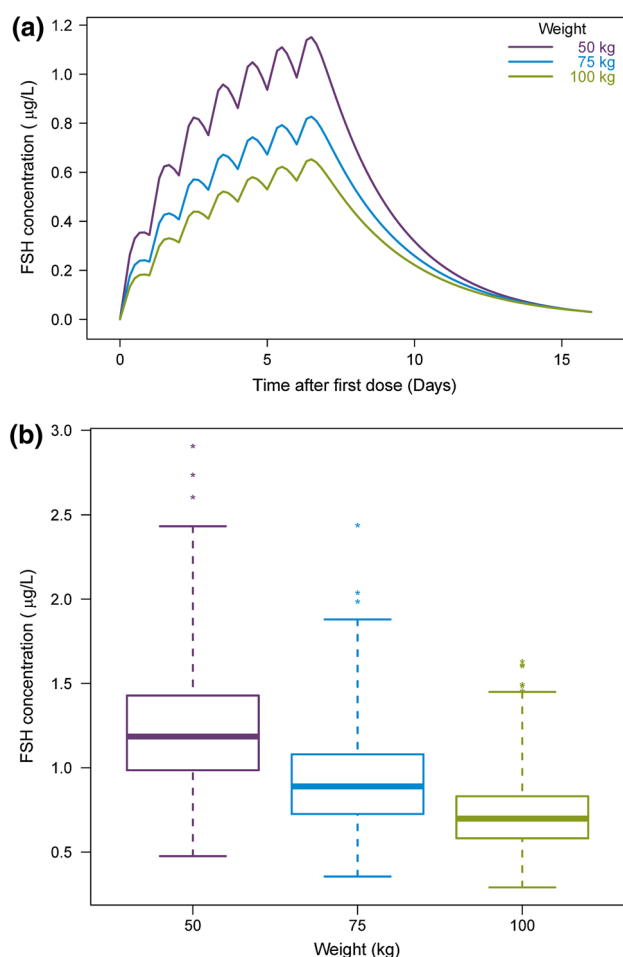 (a)
1.2
1.0
0.8
0.6
0.4
0.2
0.0
FSH concentration ( μg/L)
Weight
50 kg
75 kg
100 kg
0 5 10 15
Time after first dose (Days)
(b)
3.0
2.5
2.0
1.5
1.0
0.5
FSH concentration ( μg/L)
50 75 100
Weight (kg)